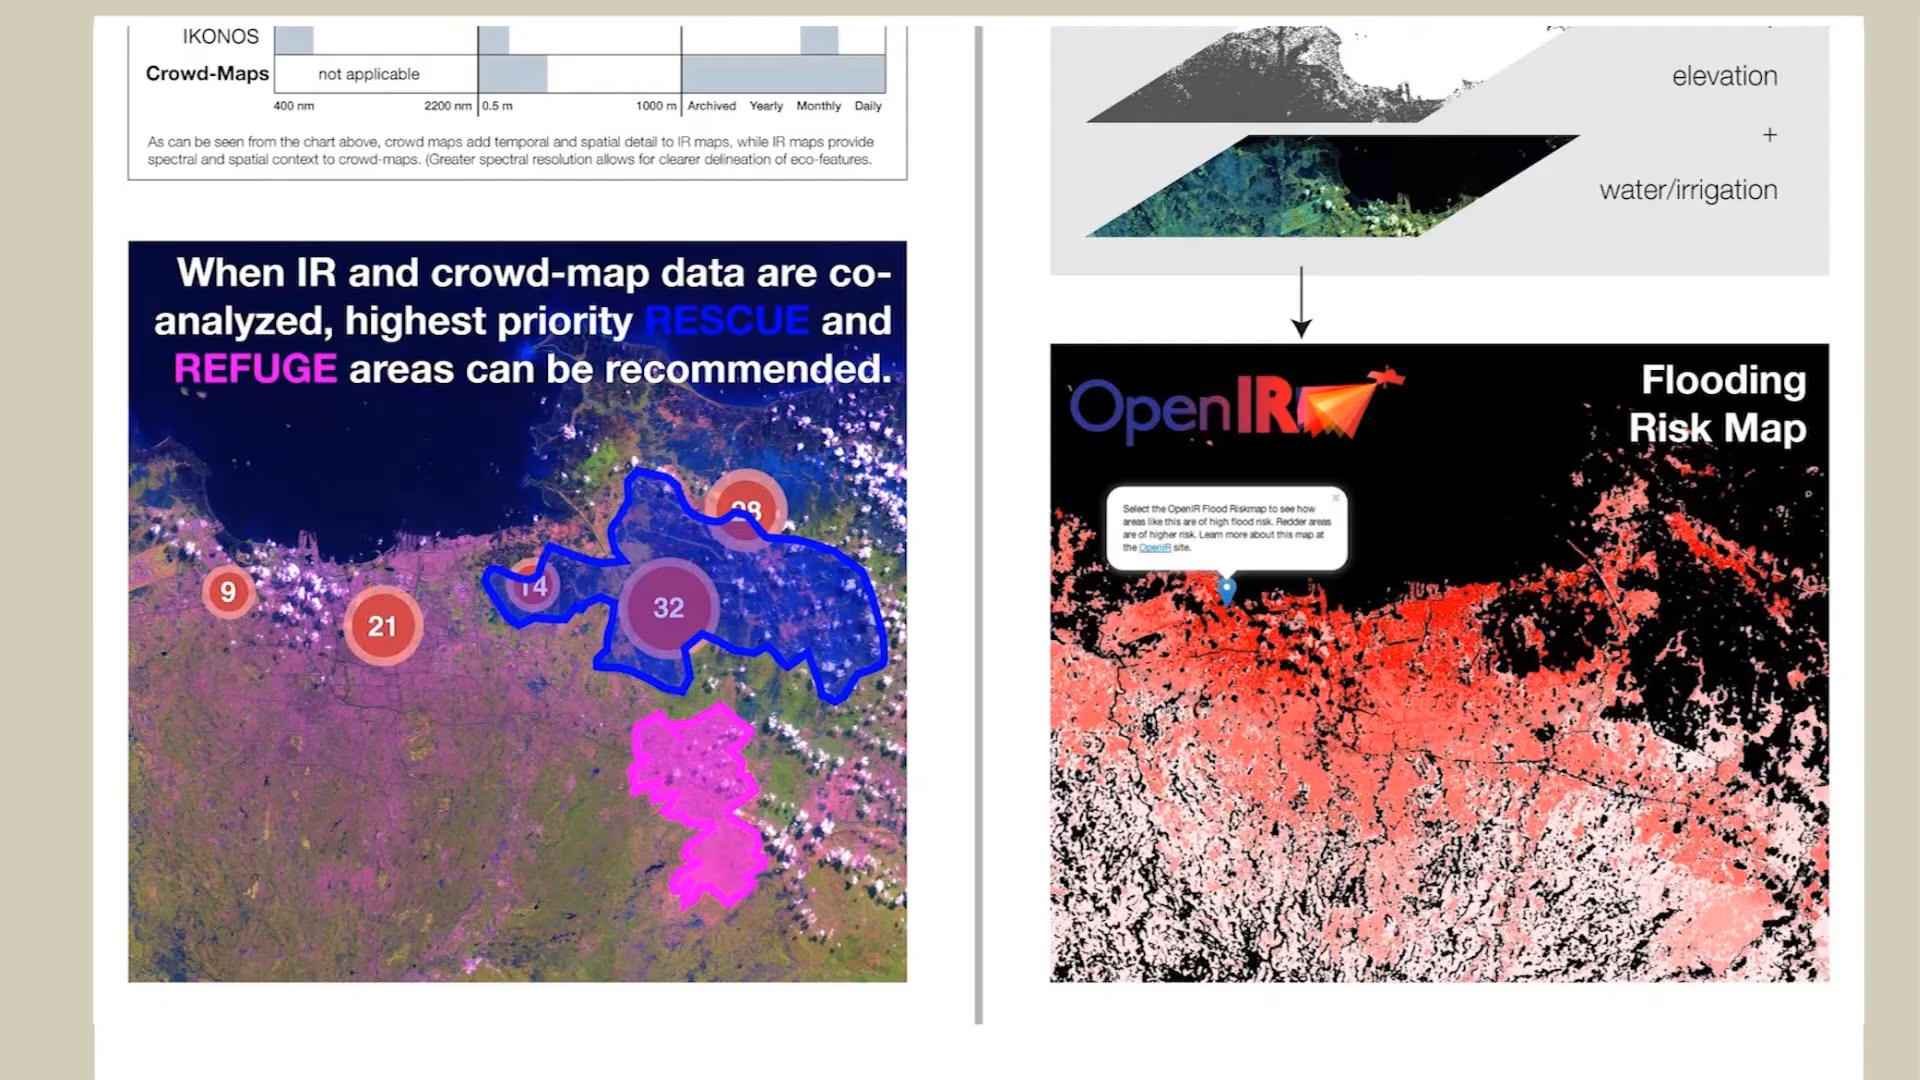 IKONOS
Crowd-Maps
not applicable
400 nm
2200 nm
0.5 m
1000 m
Archived
Yearly
Monthly
Daily
As can be seen from the chart above, crowd maps add temporal and spatial detail to IR maps, while IR maps provide
spectral and spatial context to crowd-maps. (Greater spectral resolution allows for clearer delineation of eco-features.
When IR and crowd-map data are co-
analyzed, highest priority RESCUE and
REFUGE areas can be recommended.
28
14
9
32
21
elevation
+
water/irrigation
OpenIR
Flooding
Risk Map
Select the OpenIR Flood Riskmap to see how
areas like this are of high flood risk. Redder areas
are of higher risk. Learn more about this map at
the OpenIR site.